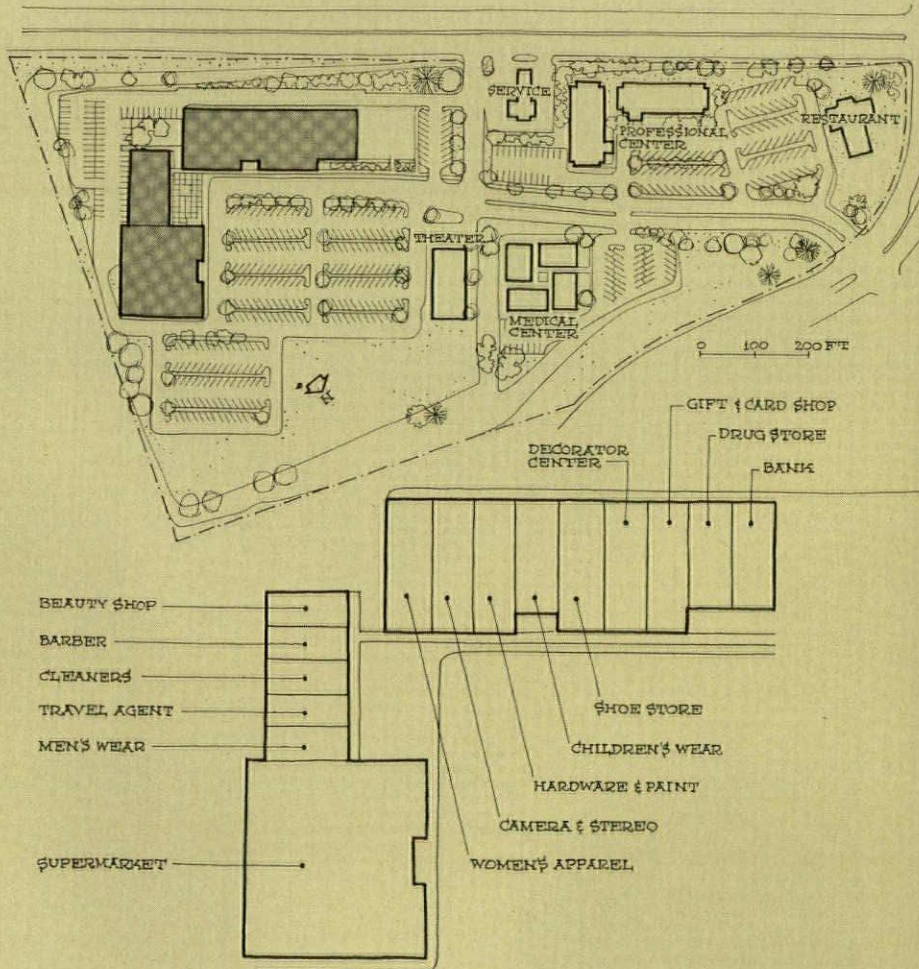 SERVICE
PROFESSIONAL
CENTER
RESTAURANT
THEATER
MEDICAL
CENTER
0 100 200 FT
N
GIFT & CARD SHOP
DRUG STORE
DECORATOR
CENTER
BANK
BEAUTY SHOP
BARBER
CLEANERS
TRAVEL AGENT
MEN'S WEAR
SUPERMARKET
SHOE STORE
CHILDREN'S WEAR
HARDWARE & PAINT
CAMERA & STEREO
WOMEN'S APPAREL